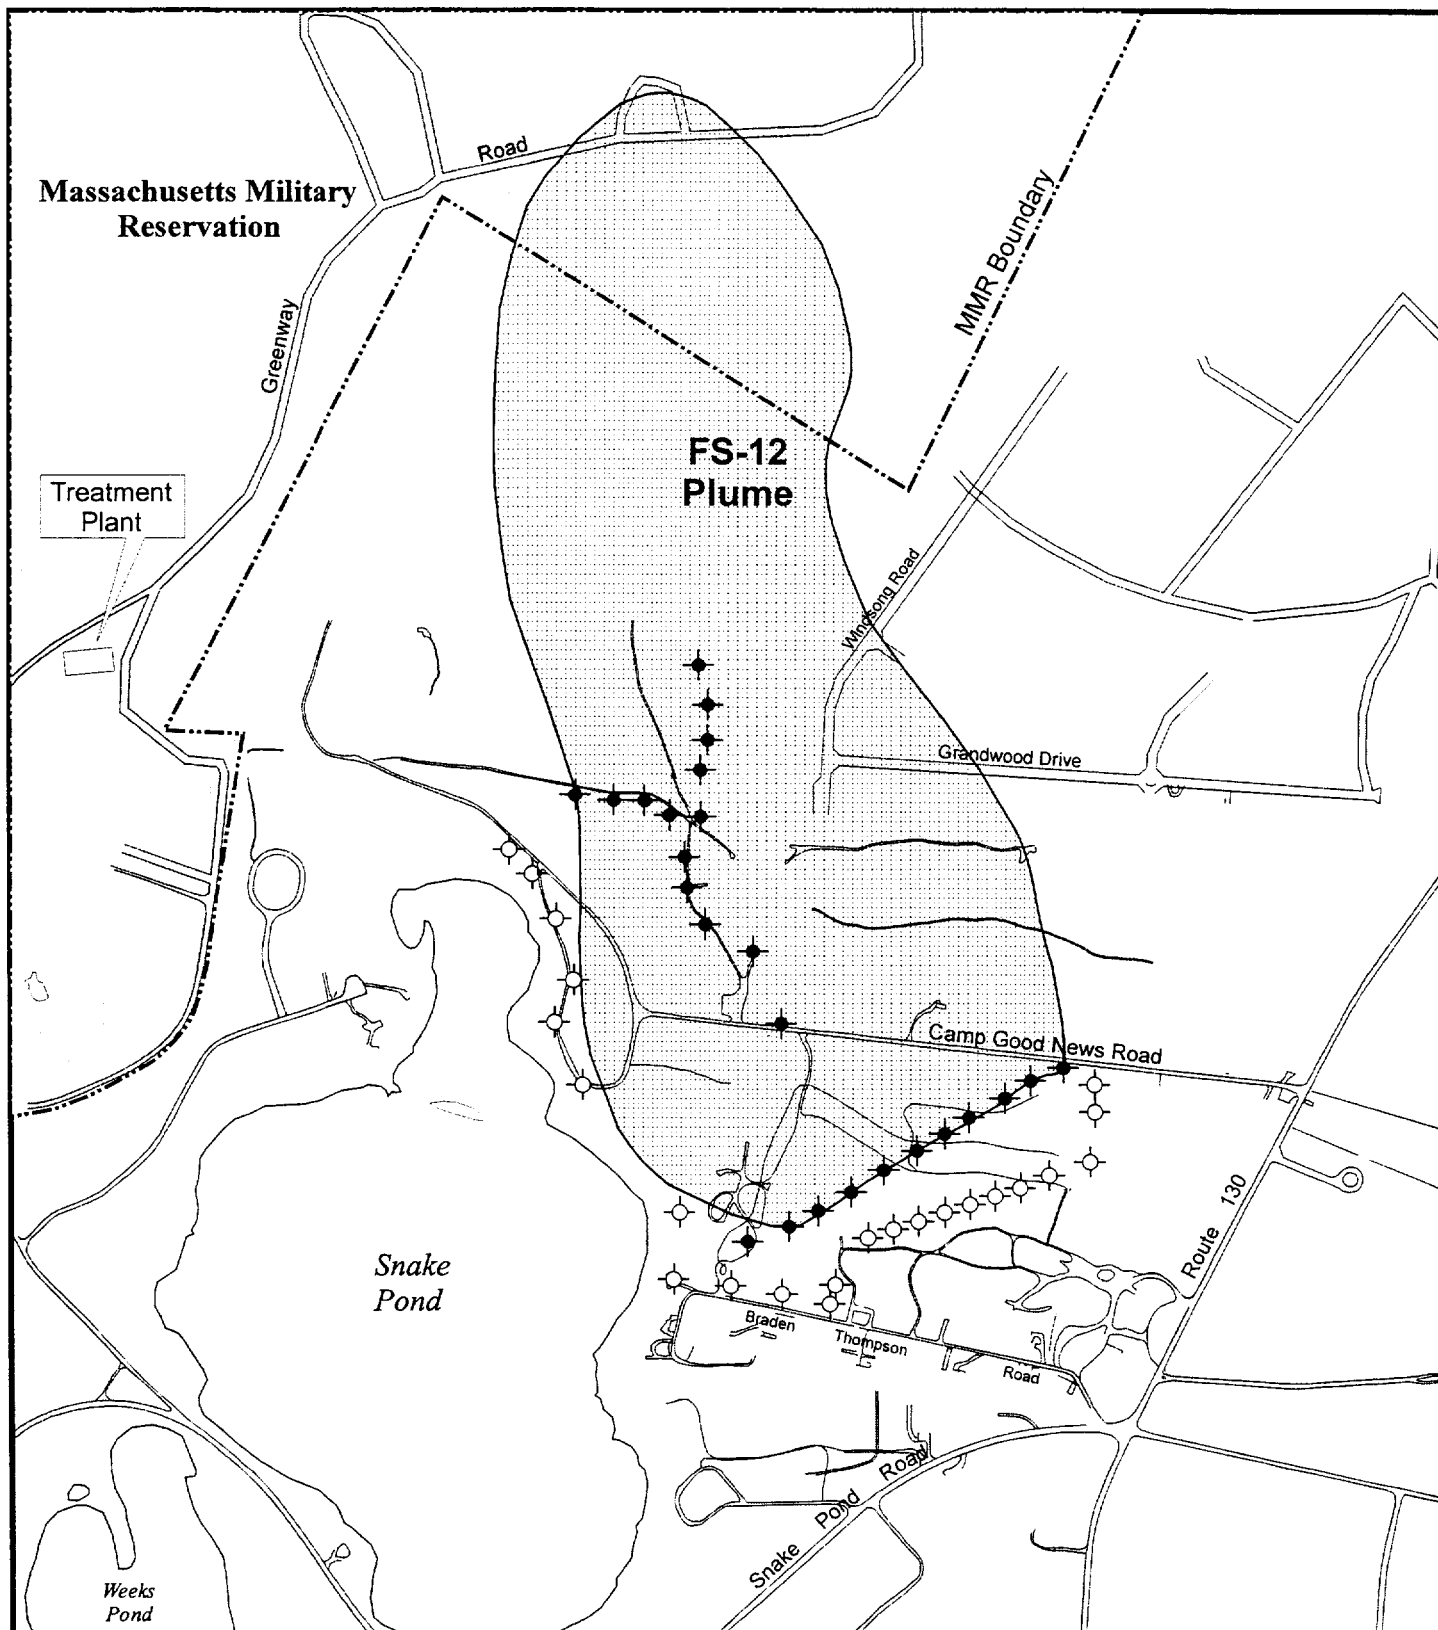 Road
Massachusetts Military
Reservation
MMR Boundary
Greenway
FS-12
Plume
Treatment
Plant
Windsong Road
Grandwood Drive
Camp Good News Road
Route 130
Snake
Pond
Braden Thompson Road
Snake Pond Road
Weeks
Pond